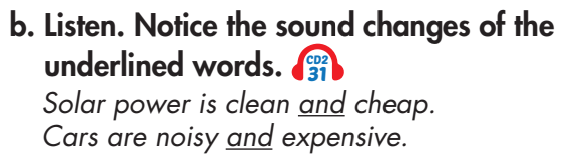 b. Listen. Notice the sound changes of the
underlined words. CD2 31
Solar power is clean and cheap.
Cars are noisy and expensive.